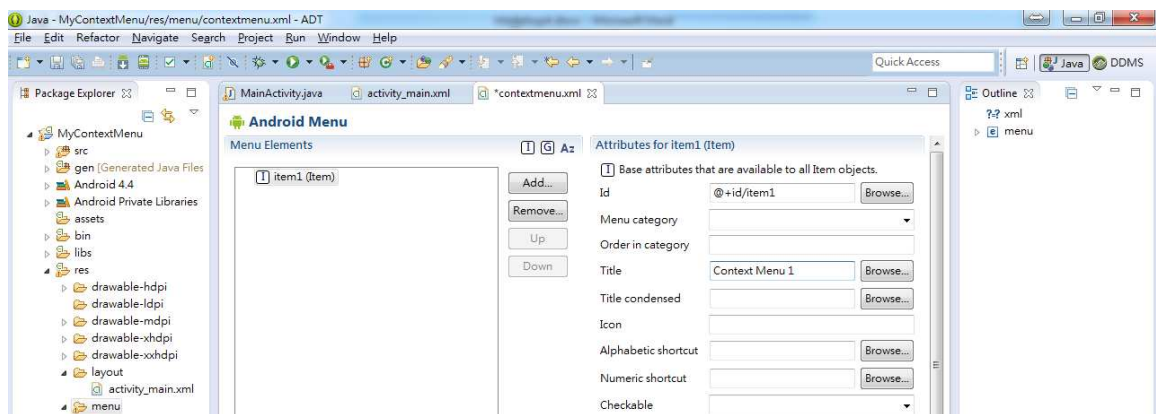 Java - MyContextMenu/res/menu/contextmenu.xml - ADT
File Edit Refactor Navigate Search Project Run Window Help
Quick Access
Java DDMS
Package Explorer
MainActivity.java activity_main.xml *contextmenu.xml
Outline
MyContextMenu
src
gen [Generated Java Files
Android 4.4
Android Private Libraries
assets
bin
libs
res
drawable-hdpi
drawable-ldpi
drawable-mdpi
drawable-xhdpi
drawable-xxhdpi
layout
activity_main.xml
menu
Android Menu
Menu Elements
I G Az
I item1 (Item)
Add...
Remove...
Up
Down
Attributes for item1 (Item)
I Base attributes that are available to all Item objects.
Id @+id/item1 Browse...
Menu category
Order in category
Title Context Menu 1 Browse...
Title condensed Browse...
Icon
Alphabetic shortcut Browse...
Numeric shortcut Browse...
Checkable
?=? xml
e menu